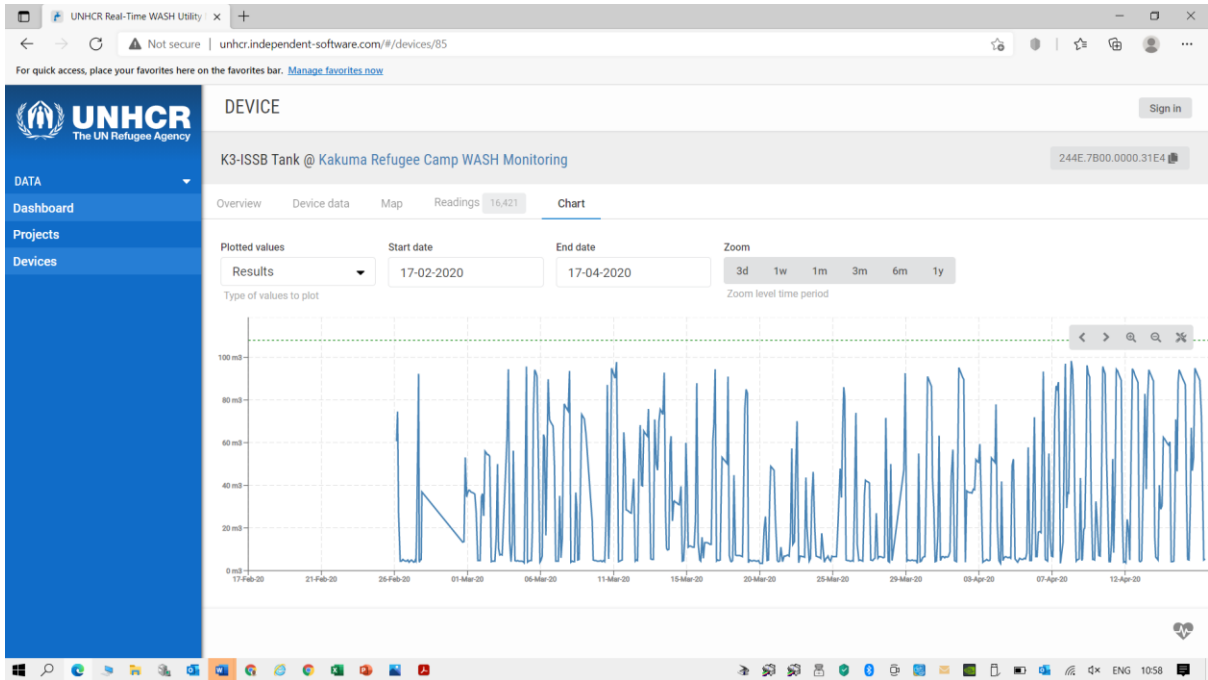 UNHCR Real-Time WASH Utility
Not secure | unhcr.independent-software.com/#/devices/85
For quick access, place your favorites here on the favorites bar. Manage favorites now
UNHCR
The UN Refugee Agency
DEVICE
Sign in
K3-ISSB Tank @ Kakuma Refugee Camp WASH Monitoring
244E.7B00.0000.31E4
DATA
Dashboard
Projects
Devices
Overview Device data Map Readings 16,421 Chart
Plotted values Start date End date Zoom
Results 17-02-2020 17-04-2020 3d 1w 1m 3m 6m 1y
Type of values to plot Zoom level time period
100 m3
80 m3
60 m3
40 m3
20 m3
0 m3
17-Feb-20 21-Feb-20 26-Feb-20 01-Mar-20 06-Mar-20 11-Mar-20 15-Mar-20 20-Mar-20 25-Mar-20 29-Mar-20 03-Apr-20 07-Apr-20 12-Apr-20
ENG 10:58